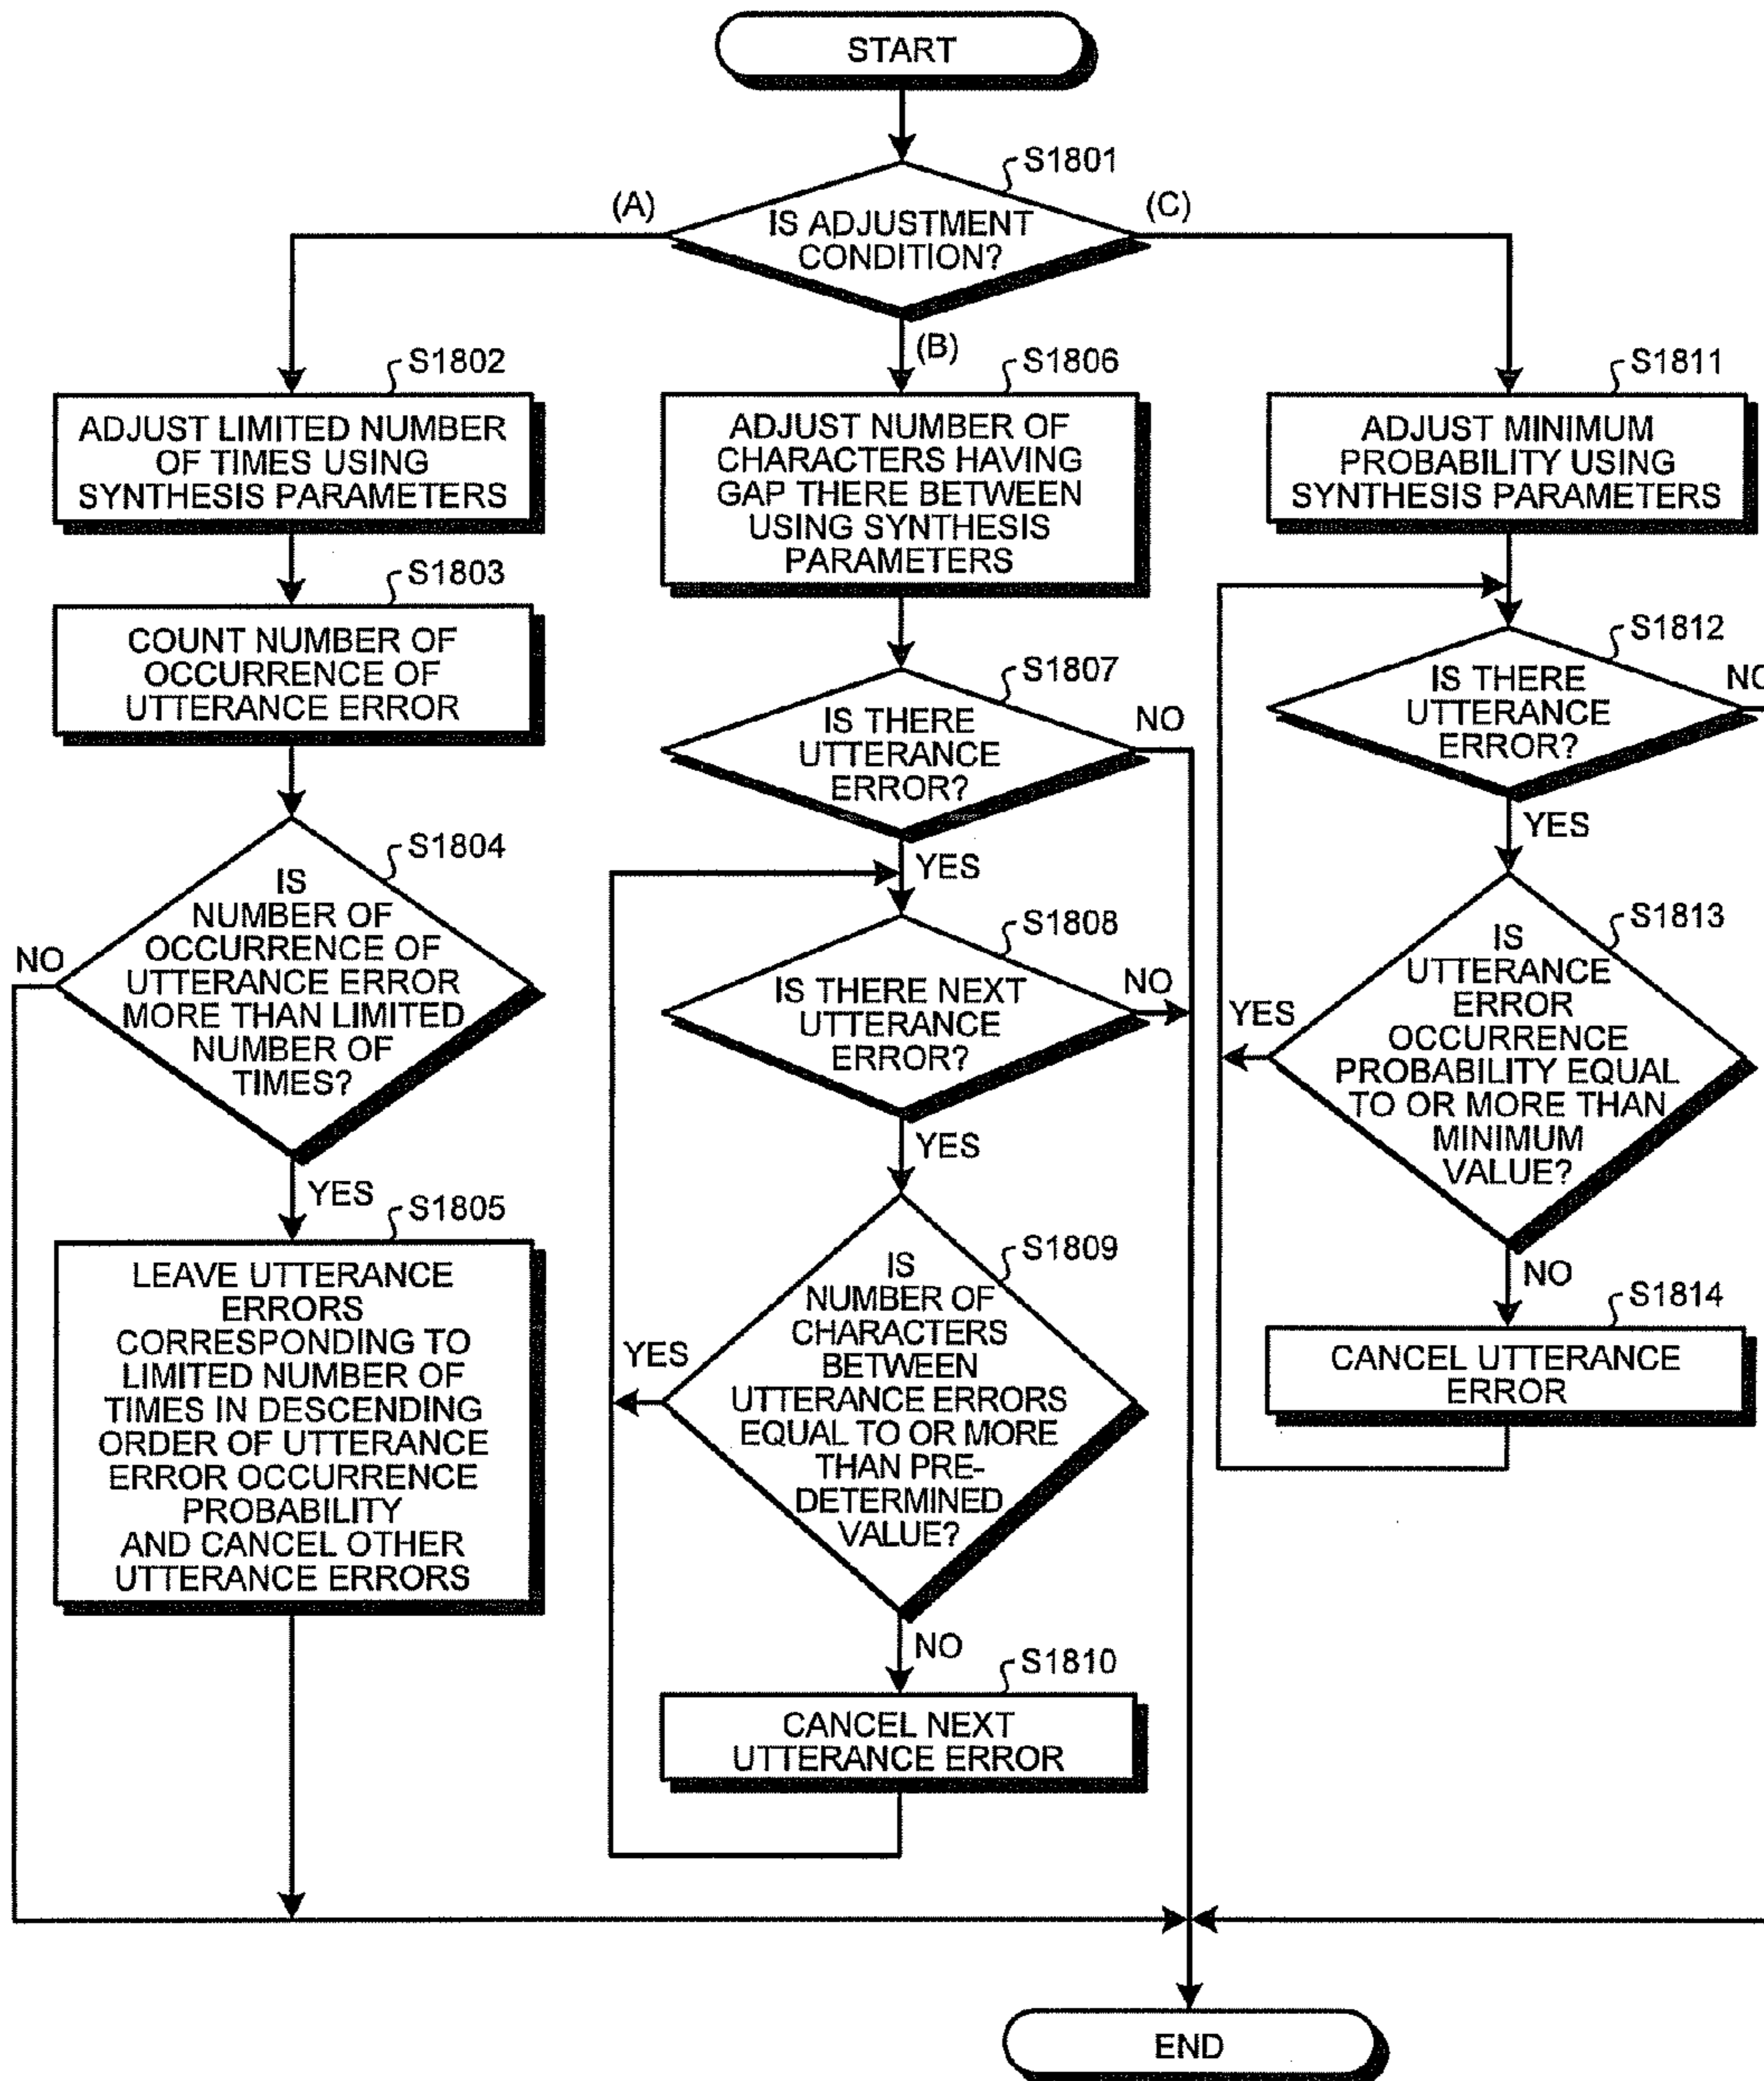 START
S1801
(A)
(C)
IS ADJUSTMENT
CONDITION?
(B)
S1802
ADJUST LIMITED NUMBER
OF TIMES USING
SYNTHESIS PARAMETERS
S1803
COUNT NUMBER OF
OCCURRENCE OF
UTTERANCE ERROR
S1804
IS
NUMBER OF
OCCURRENCE OF
UTTERANCE ERROR
MORE THAN LIMITED
NUMBER OF
TIMES?
NO
YES
S1805
LEAVE UTTERANCE
ERRORS
CORRESPONDING TO
LIMITED NUMBER OF
TIMES IN DESCENDING
ORDER OF UTTERANCE
ERROR OCCURRENCE
PROBABILITY
AND CANCEL OTHER
UTTERANCE ERRORS
S1806
ADJUST NUMBER OF
CHARACTERS HAVING
GAP THERE BETWEEN
USING SYNTHESIS
PARAMETERS
S1807
IS THERE
UTTERANCE
ERROR?
NO
YES
S1808
IS THERE NEXT
UTTERANCE
ERROR?
NO
YES
S1809
IS
NUMBER OF
CHARACTERS
BETWEEN
UTTERANCE ERRORS
EQUAL TO OR MORE
THAN PRE-
DETERMINED
VALUE?
YES
NO
S1810
CANCEL NEXT
UTTERANCE ERROR
S1811
ADJUST MINIMUM
PROBABILITY USING
SYNTHESIS PARAMETERS
S1812
IS THERE
UTTERANCE
ERROR?
NO
YES
S1813
IS
UTTERANCE
ERROR
OCCURRENCE
PROBABILITY EQUAL
TO OR MORE THAN
MINIMUM
VALUE?
YES
NO
S1814
CANCEL UTTERANCE
ERROR
END